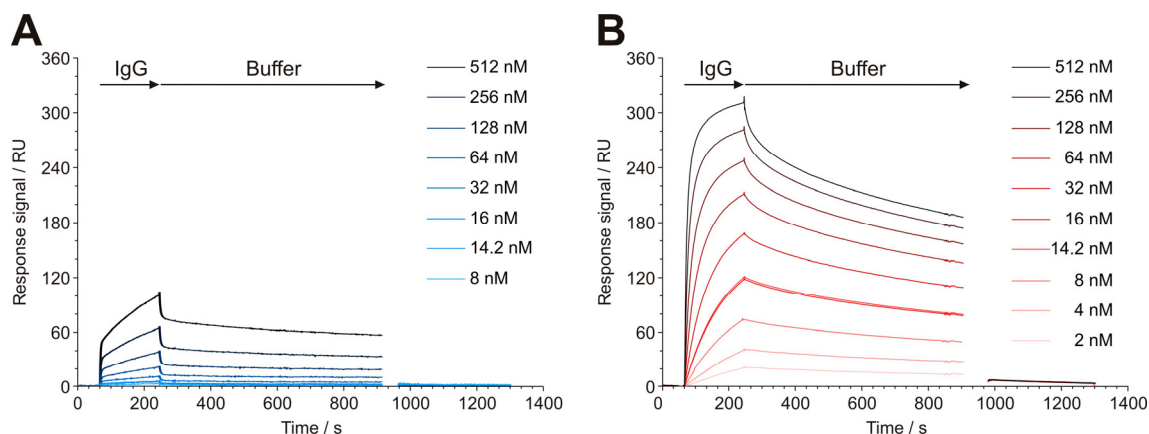 A
360
300
240
180
120
60
0
Response signal / RU
IgG
Buffer
512 nM
256 nM
128 nM
64 nM
32 nM
16 nM
14.2 nM
8 nM
0 200 400 600 800 1000 1200 1400
Time / s
B
360
300
240
180
120
60
0
Response signal / RU
IgG
Buffer
512 nM
256 nM
128 nM
64 nM
32 nM
16 nM
14.2 nM
8 nM
4 nM
2 nM
0 200 400 600 800 1000 1200 1400
Time / s